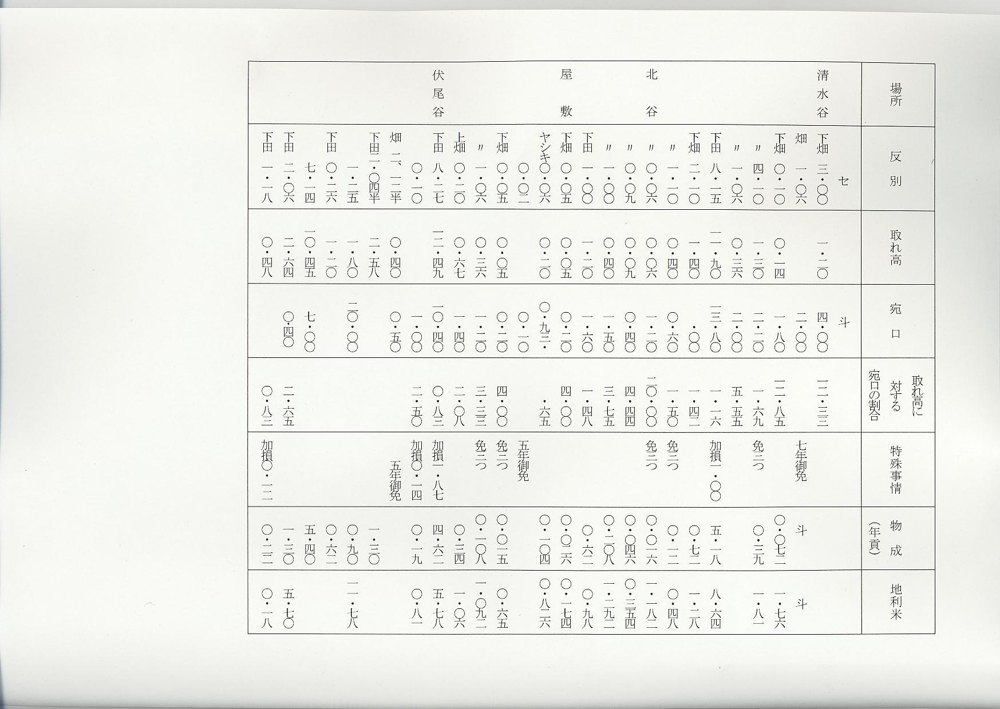 場所 反別 取れ高 宛口 取れ高に対する宛口の割合 特殊事情 物成（年貢） 地利米
セ 斗
清水谷 下畑 三・〇〇 一・二〇 四・〇〇 一二・三三
畑 一・〇六 二・〇〇 七年御免 斗 斗
下畑 〇・一〇 〇・一四 一・八〇 一二・八五 〇・〇七二 一・七六
〃 四・一〇 一・三〇 二・二〇 一・六九 免三つ 〇・三九 一・八一
〃 一・〇六 〇・三六 二・〇〇 五・五五
下田 八・一五 一一・九〇 一三・八〇 一・一六 加損一・〇〇 五・一八 八・六四
下畑 二・一〇 一・四〇 ・〇〇 一・四二 〇・七二 一・二八
〃 一・一〇 〇・四〇 〇・六〇 一・五〇 免三つ 〇・一二 〇・四八
北谷 〃 〇・〇六 〇・〇六 一・二〇 二〇・〇〇 免三つ 〇・〇一六 一・一八二
〃 〇・〇九 〇・〇九 〇・四〇 四・四四 〇・〇四六 〇・三五四
〃 一・〇〇 〇・四〇 一・五〇 三・七五 〇・二〇八 一・二九二
下田 一・〇〇 一・二〇 一・六〇 一・四八 〇・六二 〇・九八
屋敷 下畑 〇・〇五 〇・〇五 〇・二〇 四・〇〇 〇・〇二六 〇・一七四
ヤシキ 〇・〇六 〇・二〇 〇・九三・ ・六五 〇・一〇四 〇・八二六
〇・〇二 〇・一〇 五年御免
下畑 〇・〇五 〇・〇五 〇・二〇 四・〇〇 免三つ 〇・〇一五 〇・六五
〃 一・〇六 〇・三六 一・二〇 三・三三 免三つ 〇・一〇八 一・〇九二
上畑 〇・二〇 〇・六七 一・四〇 二・〇八 〇・三四 一・〇六
伏尾谷 下田 八・二七 一二・四九 一〇・四〇 〇・八三 加損一・八七 四・六二 五・七八
〇・一〇 一・〇〇 二・五〇 加損〇・一四 〇・一九 〇・八一
畑 二、一二半 〇・四〇 〇・五〇 五年御免
下田 二・〇四半 二・五八 一・三〇
一・二五 一・八〇 二〇・〇〇 〇・九〇 一一・七八
下田 〇・二六 一・二〇 〇・六二
七・一四 一〇・四五 七・〇〇 五・四〇
下田 二・〇六 二・六四 〇・四〇 二・六五 一・三〇 五・七〇
下田 一・一八 〇・四八 〇・八三 加損〇・一二 〇・二二 〇・一八